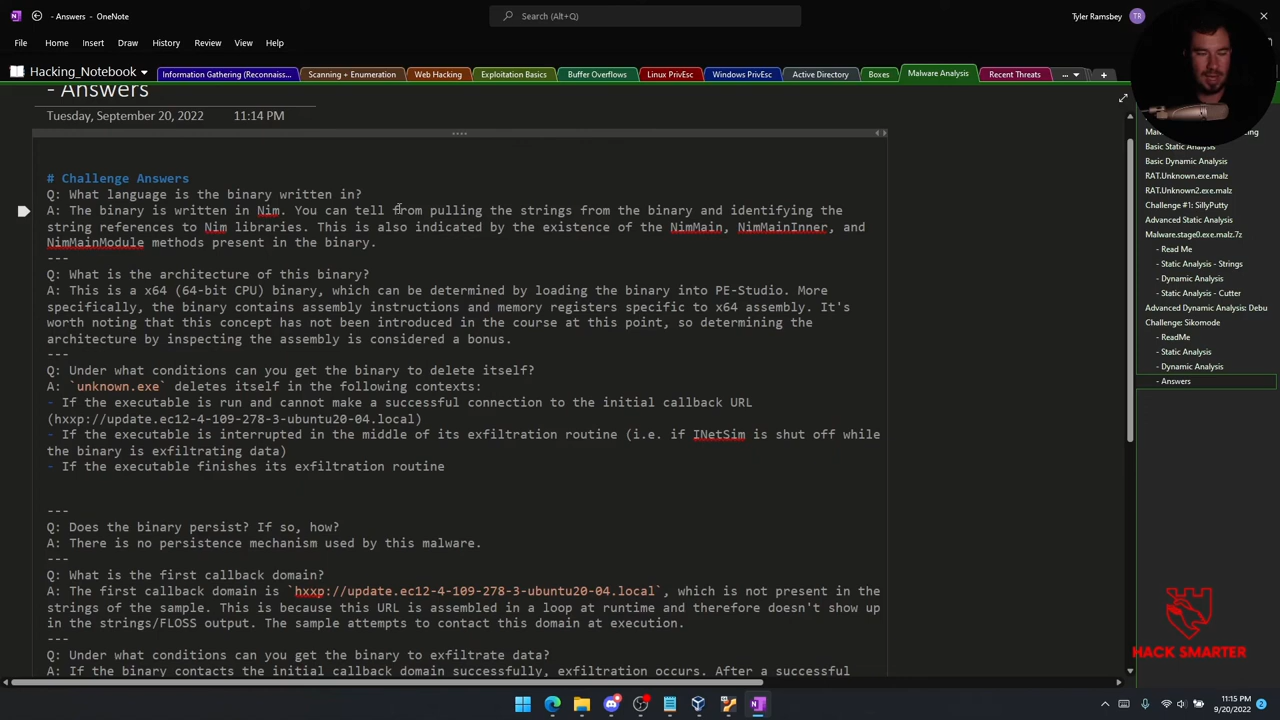 - Answers - OneNote
Search (Alt+Q)
Tyler Ramsbey
TR
File Home Insert Draw History Review View Help
Hacking_Notebook
Information Gathering (Reconnaiss... Scanning + Enumeration Web Hacking Exploitation Basics Buffer Overflows Linux PrivEsc Windows PrivEsc Active Directory Boxes Malware Analysis Recent Threats ... +
- Answers
Tuesday, September 20, 2022 11:14 PM
# Challenge Answers
Q: What language is the binary written in?
A: The binary is written in Nim. You can tell from pulling the strings from the binary and identifying the
string references to Nim libraries. This is also indicated by the existence of the NimMain, NimMainInner, and
NimMainModule methods present in the binary.
---
Q: What is the architecture of this binary?
A: This is a x64 (64-bit CPU) binary, which can be determined by loading the binary into PE-Studio. More
specifically, the binary contains assembly instructions and memory registers specific to x64 assembly. It's
worth noting that this concept has not been introduced in the course at this point, so determining the
architecture by inspecting the assembly is considered a bonus.
---
Q: Under what conditions can you get the binary to delete itself?
A: `unknown.exe` deletes itself in the following contexts:
- If the executable is run and cannot make a successful connection to the initial callback URL
(hxxp://update.ec12-4-109-278-3-ubuntu20-04.local)
- If the executable is interrupted in the middle of its exfiltration routine (i.e. if INetSim is shut off while
the binary is exfiltrating data)
- If the executable finishes its exfiltration routine
---
Q: Does the binary persist? If so, how?
A: There is no persistence mechanism used by this malware.
---
Q: What is the first callback domain?
A: The first callback domain is `hxxp://update.ec12-4-109-278-3-ubuntu20-04.local`, which is not present in the
strings of the sample. This is because this URL is assembled in a loop at runtime and therefore doesn't show up
in the strings/FLOSS output. The sample attempts to contact this domain at execution.
---
Q: Under what conditions can you get the binary to exfiltrate data?
A: If the binary contacts the initial callback domain successfully, exfiltration occurs. After a successful
Basic Static Analysis
Basic Dynamic Analysis
RAT.Unknown.exe.malz
RAT.Unknown2.exe.malz
Challenge #1: SillyPutty
Malware.stage0.exe.malz.7z
- Read Me
- Static Analysis - Strings
- Dynamic Analysis
- Static Analysis - Cutter
Advanced Dynamic Analysis: Debu
Challenge: Sikomode
- ReadMe
- Static Analysis
- Dynamic Analysis
- Answers
HACK SMARTER
11:15 PM
9/20/2022